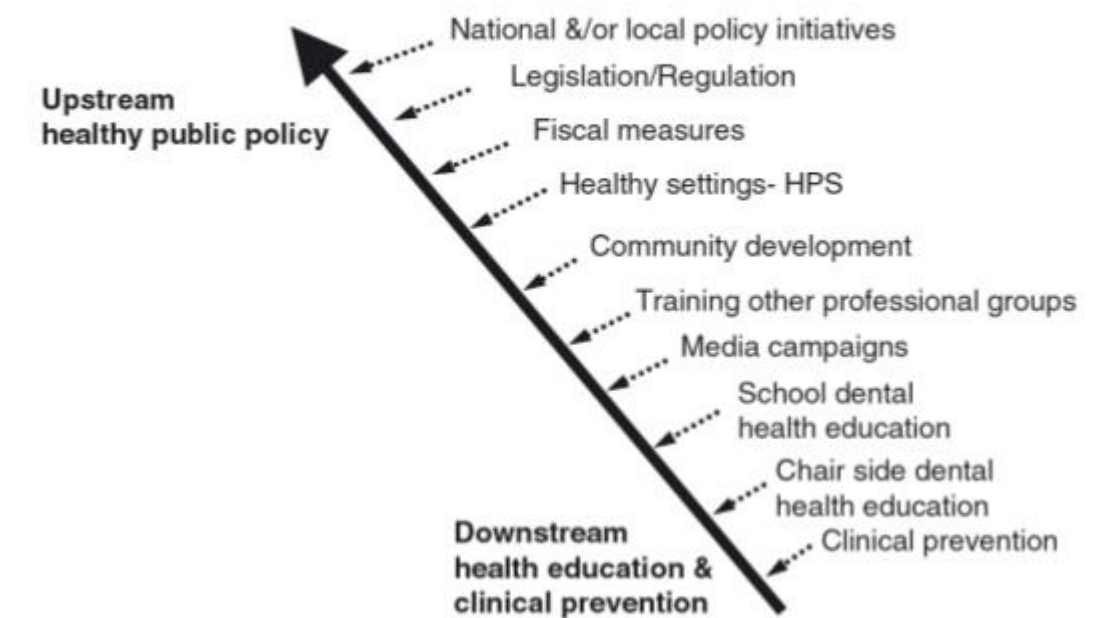 National &/or local policy initiatives
Legislation/Regulation
Upstream
healthy public policy
Fiscal measures
Healthy settings- HPS
Community development
Training other professional groups
Media campaigns
School dental
health education
Chair side dental
health education
Downstream
health education &
clinical prevention
Clinical prevention